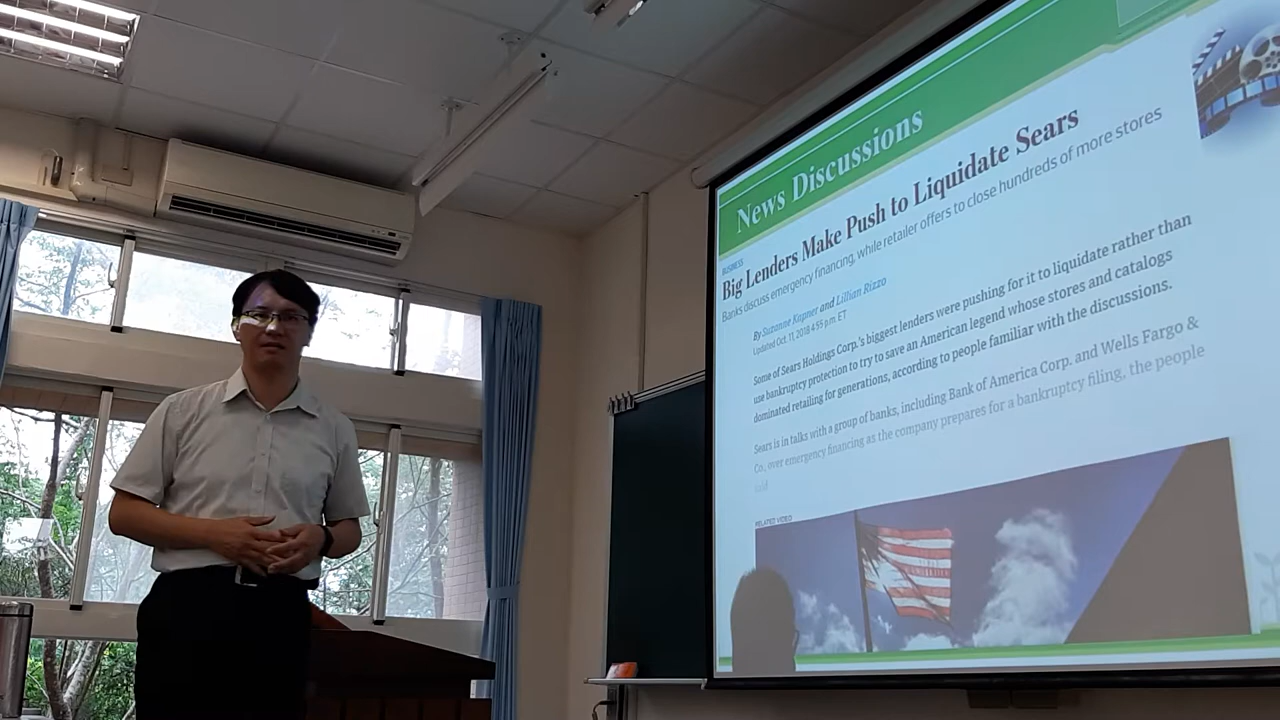 News Discussions
BUSINESS
Big Lenders Make Push to Liquidate Sears
Banks discuss emergency financing, while retailer offers to close hundreds of more stores
By Suzanne Kapner and Lillian Rizzo
Updated Oct. 11, 2018 4:55 p.m. ET
Some of Sears Holdings Corp.'s biggest lenders were pushing for it to liquidate rather than
use bankruptcy protection to try to save an American legend whose stores and catalogs
dominated retailing for generations, according to people familiar with the discussions.
Sears is in talks with a group of banks, including Bank of America Corp. and Wells Fargo &
Co., over emergency financing as the company prepares for a bankruptcy filing, the people
said
RELATED VIDEO